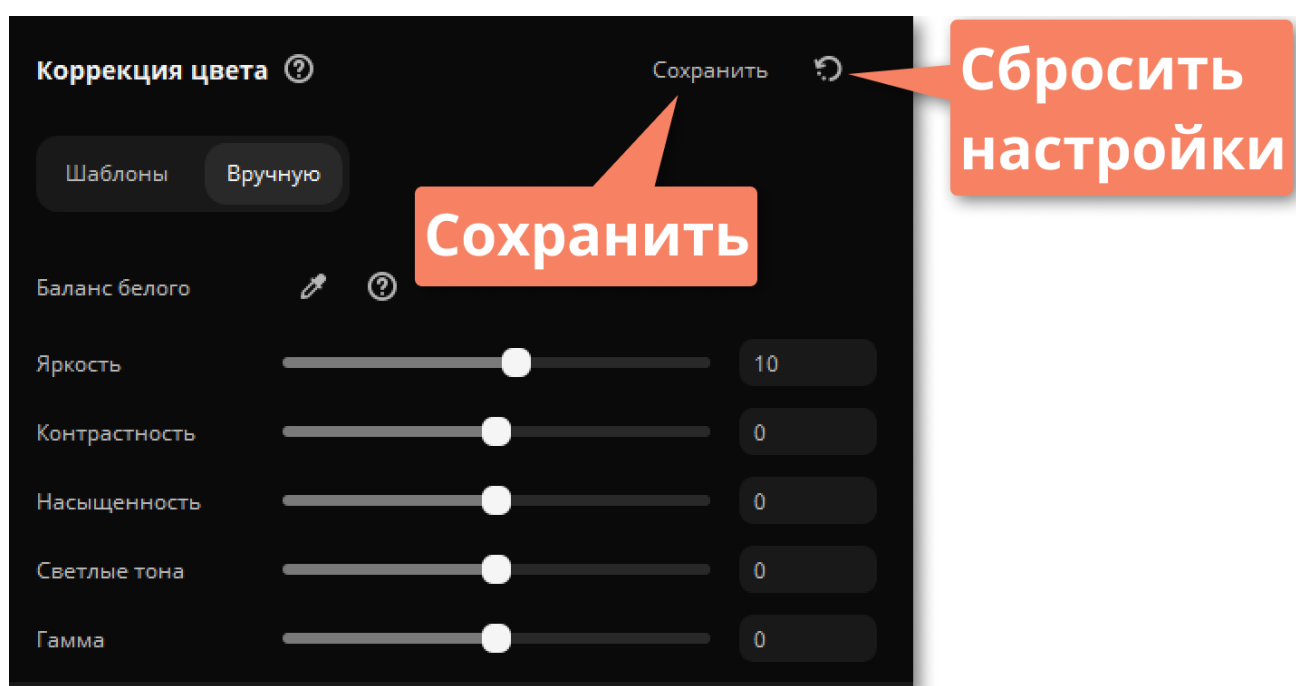 Коррекция цвета ?
Сохранить
Сбросить
настройки
Шаблоны
Вручную
Сохранить
Баланс белого ?
Яркость 10
Контрастность 0
Насыщенность 0
Светлые тона 0
Гамма 0